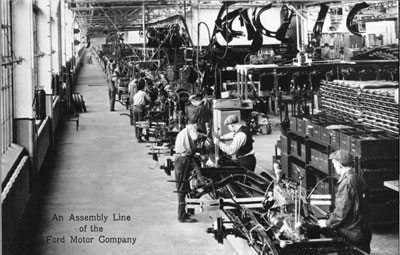 An Assembly Line
of the
Ford Motor Company